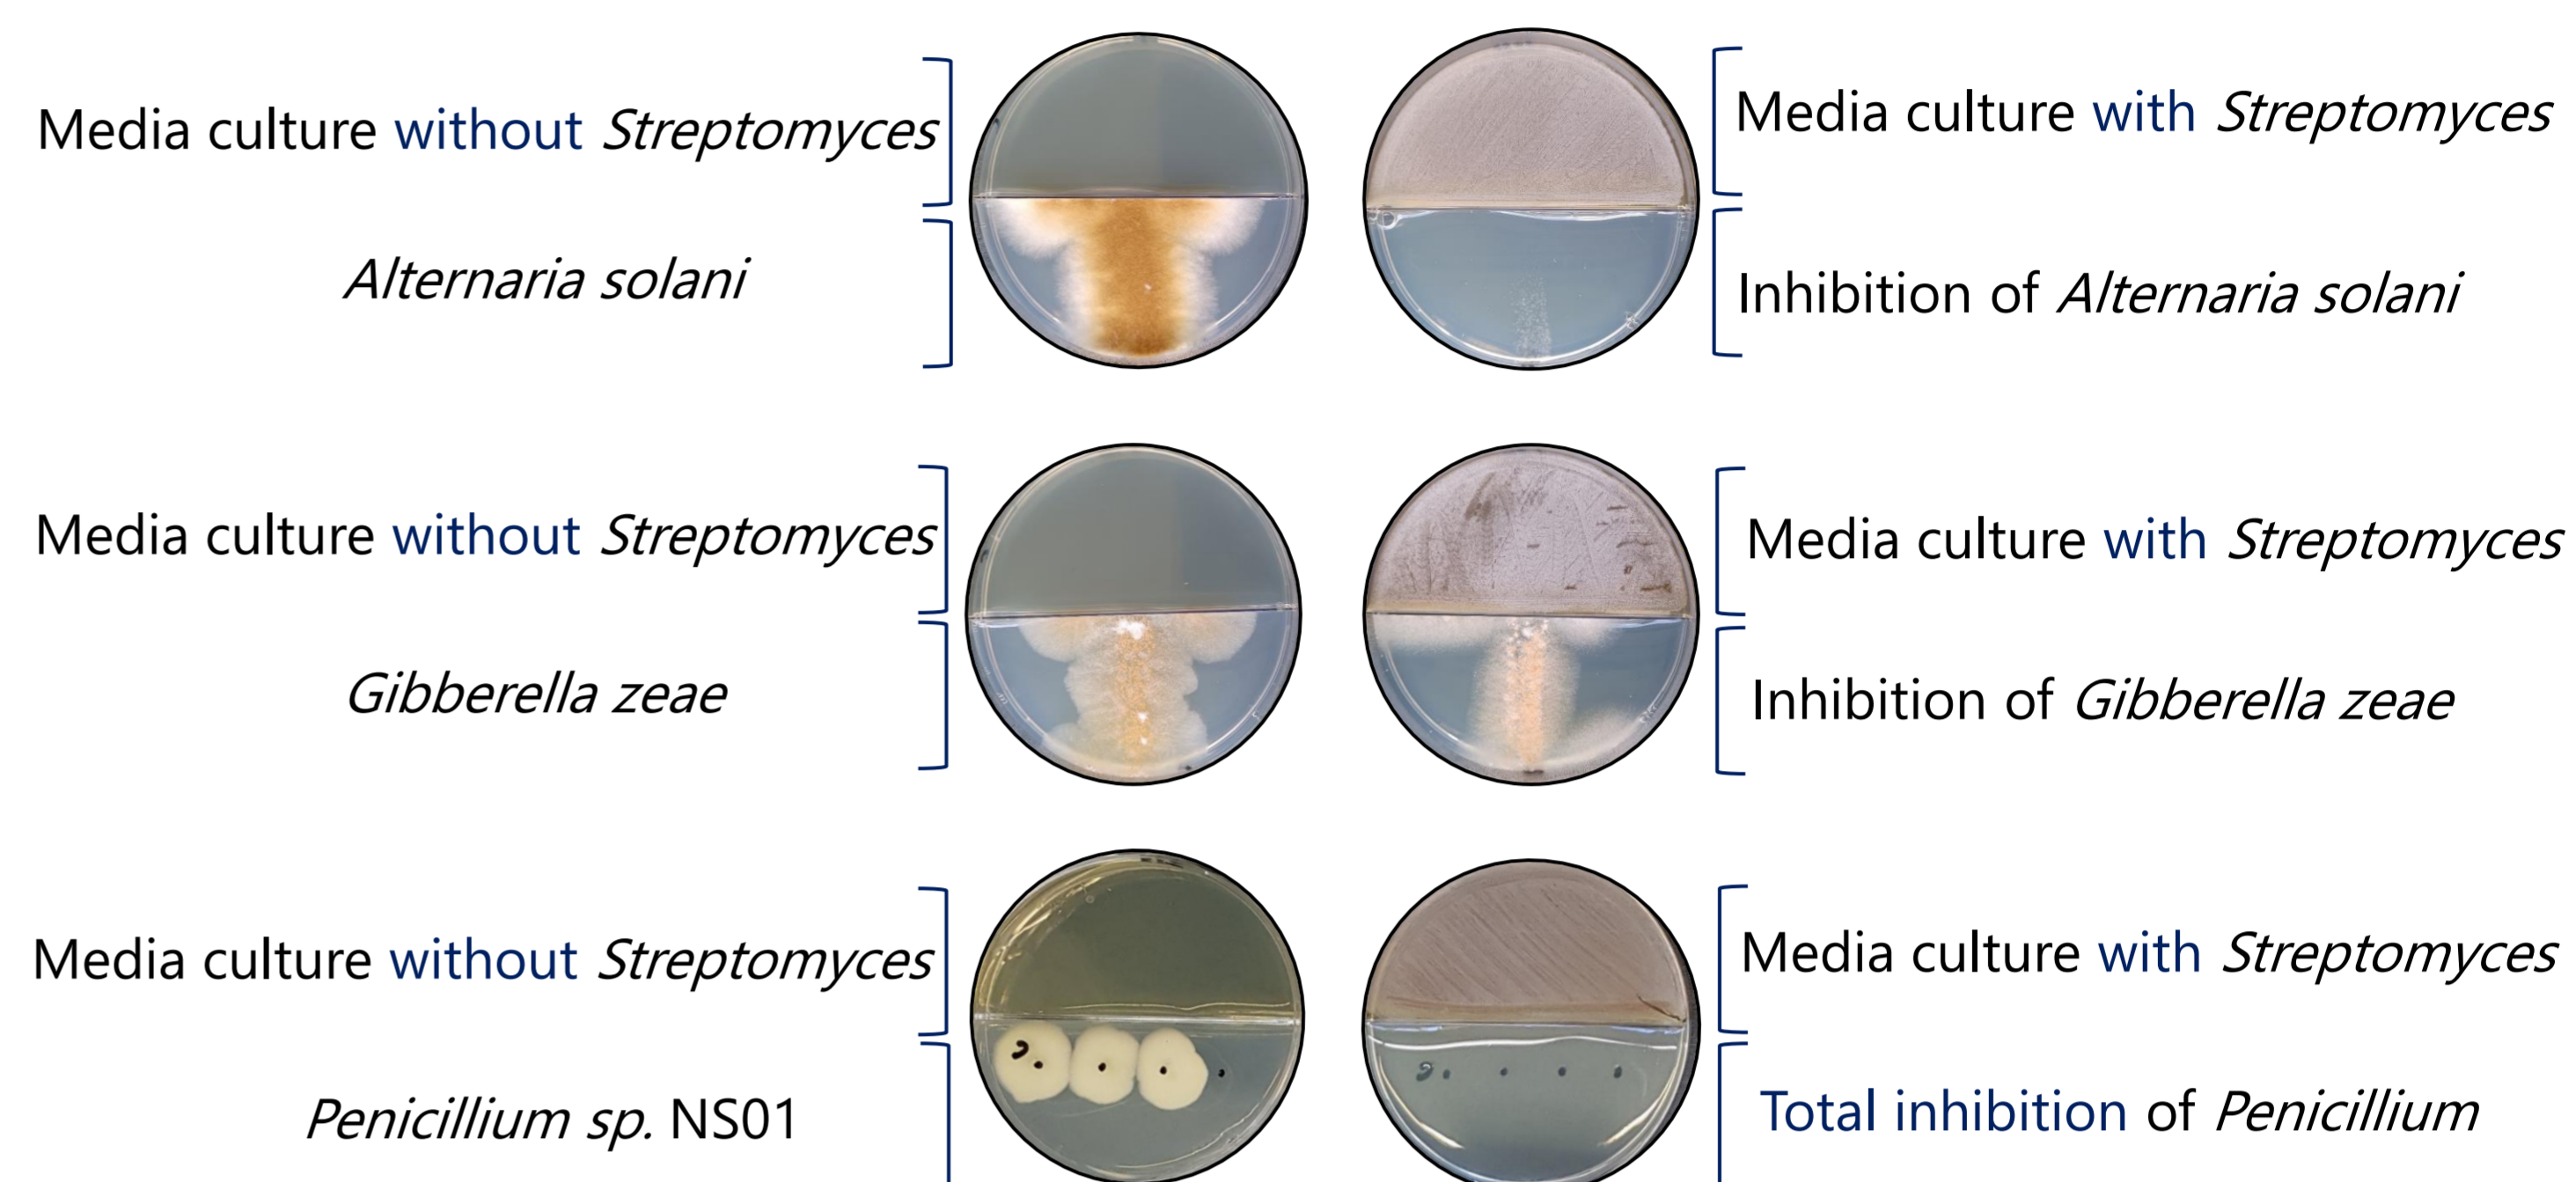 Media culture without Streptomyces
Media culture with Streptomyces
Alternaria solani
Inhibition of Alternaria solani
Media culture without Streptomyces
Media culture with Streptomyces
Gibberella zeae
Inhibition of Gibberella zeae
Media culture without Streptomyces
Media culture with Streptomyces
Penicillium sp. NS01
Total inhibition of Penicillium